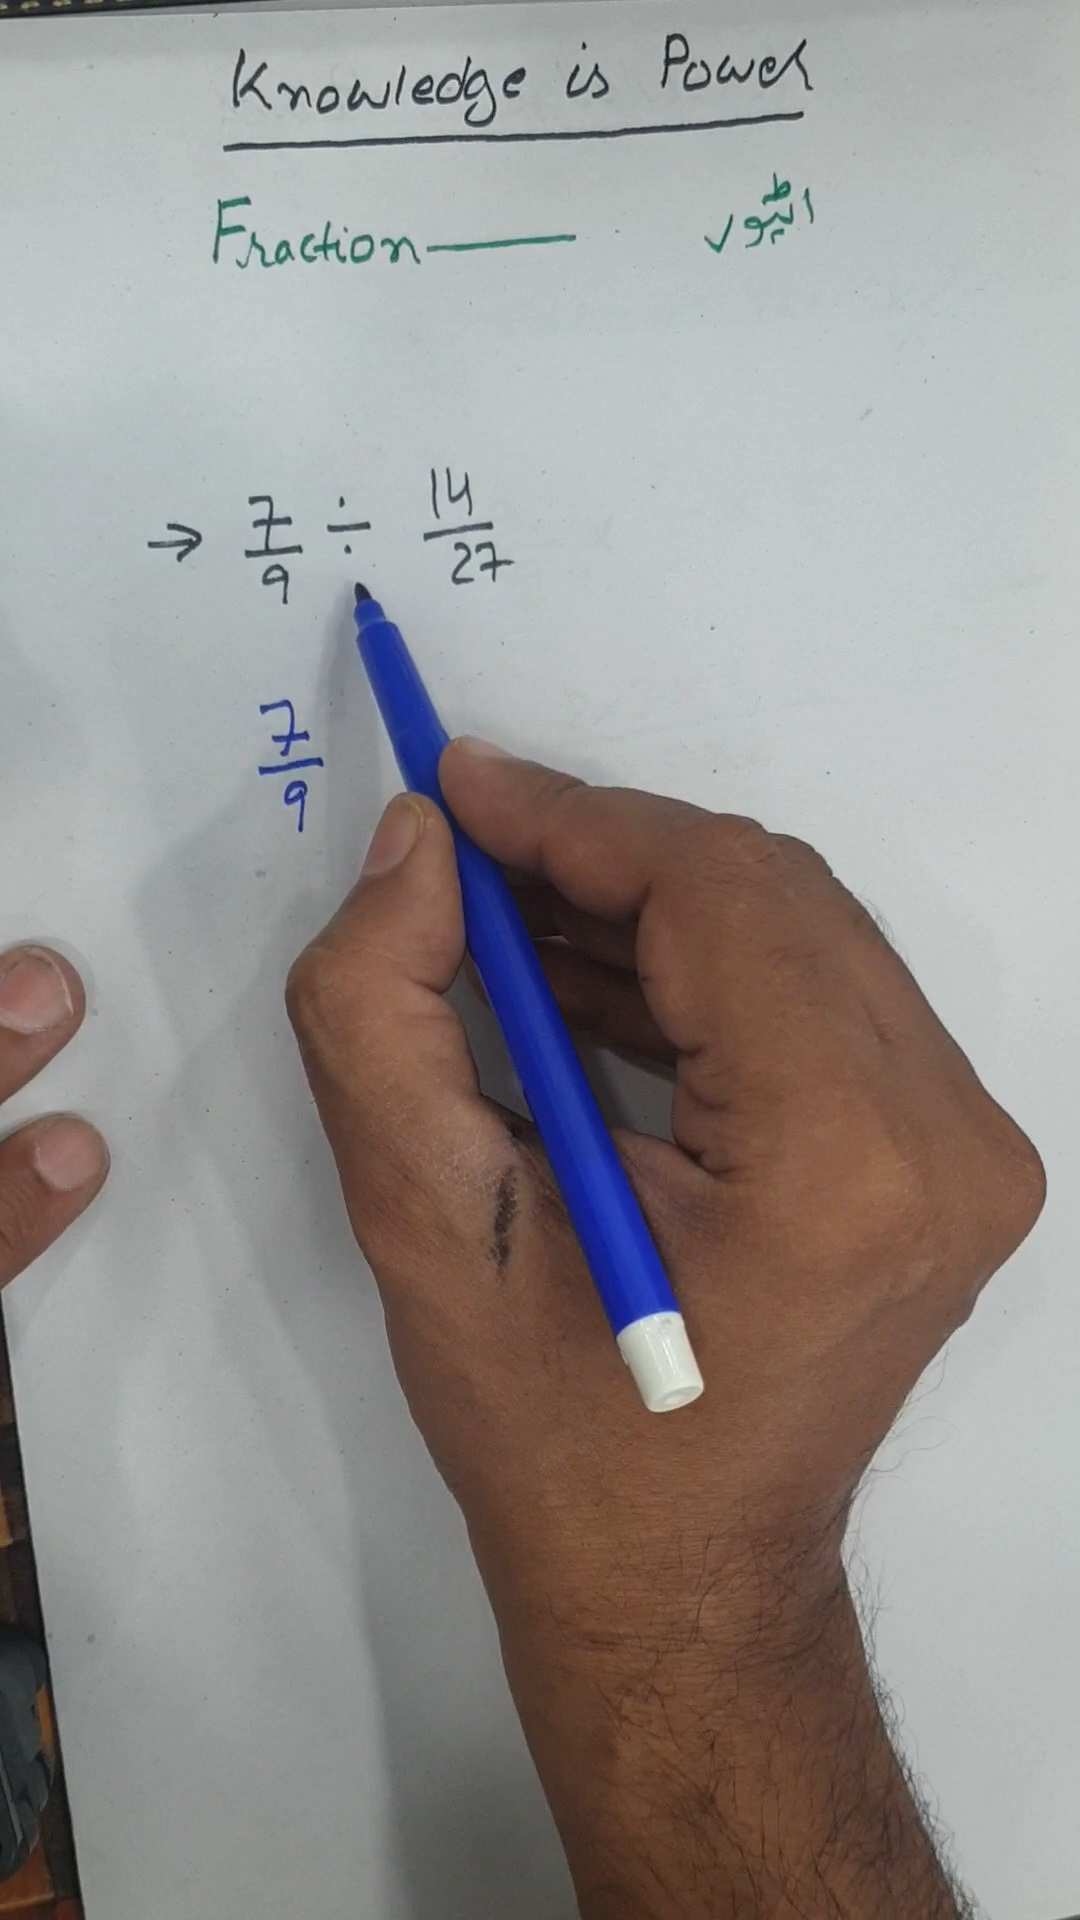 Knowledge is Power
Fraction——
→ 7/9 ÷ 14/27
7/9